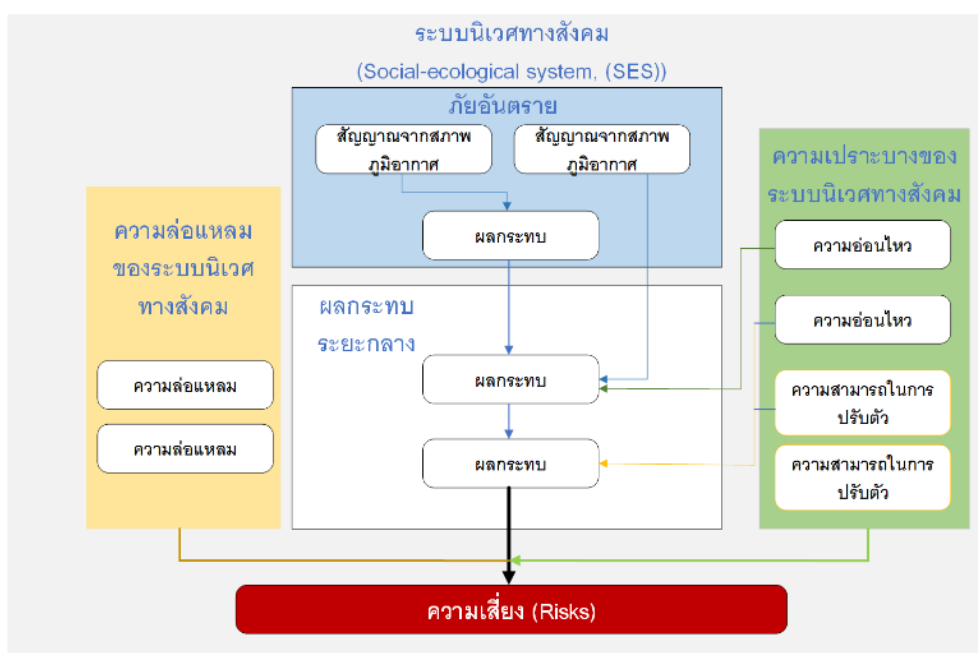 ระบบนิเวศทางสังคม
(Social-ecological system, (SES))
ภัยอันตราย
สัญญาณจากสภาพ
ภูมิอากาศ
สัญญาณจากสภาพ
ภูมิอากาศ
ผลกระทบ
ความล่อแหลม
ของระบบนิเวศ
ทางสังคม
ความล่อแหลม
ความล่อแหลม
ผลกระทบ
ระยะกลาง
ผลกระทบ
ผลกระทบ
ความเปราะบางของ
ระบบนิเวศทางสังคม
ความอ่อนไหว
ความอ่อนไหว
ความสามารถในการ
ปรับตัว
ความสามารถในการ
ปรับตัว
ความเสี่ยง (Risks)